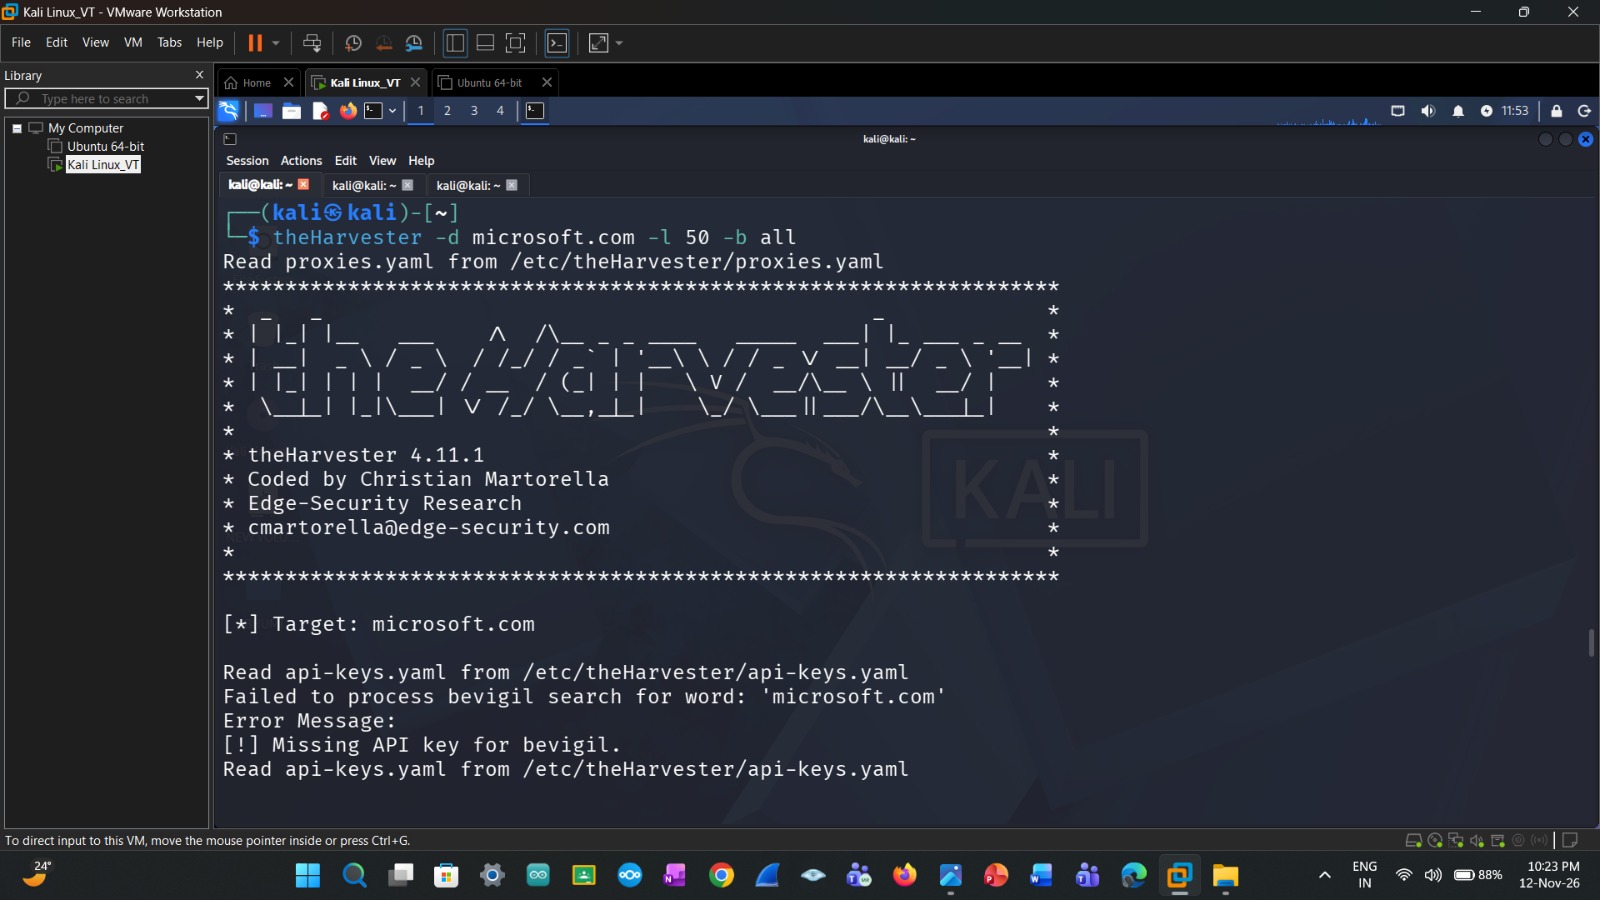 Kali Linux_VT - VMware Workstation
File Edit View VM Tabs Help
Library
Type here to search
My Computer
Ubuntu 64-bit
Kali Linux_VT
Home
Kali Linux_VT
Ubuntu 64-bit
1 2 3 4
11:53
kali@kali: ~
Session Actions Edit View Help
kali@kali: ~
kali@kali: ~
kali@kali: ~
┌──(kali㉿kali)-[~]
└─$ theHarvester -d microsoft.com -l 50 -b all
Read proxies.yaml from /etc/theHarvester/proxies.yaml
*******************************************************************
theHarvester
* theHarvester 4.11.1 *
* Coded by Christian Martorella *
* Edge-Security Research *
* cmartorella@edge-security.com *
* *
*******************************************************************
[*] Target: microsoft.com
Read api-keys.yaml from /etc/theHarvester/api-keys.yaml
Failed to process bevigil search for word: 'microsoft.com'
Error Message:
[!] Missing API key for bevigil.
Read api-keys.yaml from /etc/theHarvester/api-keys.yaml
KALI
To direct input to this VM, move the mouse pointer inside or press Ctrl+G.
24°
ENG
IN
88%
10:23 PM
12-Nov-26